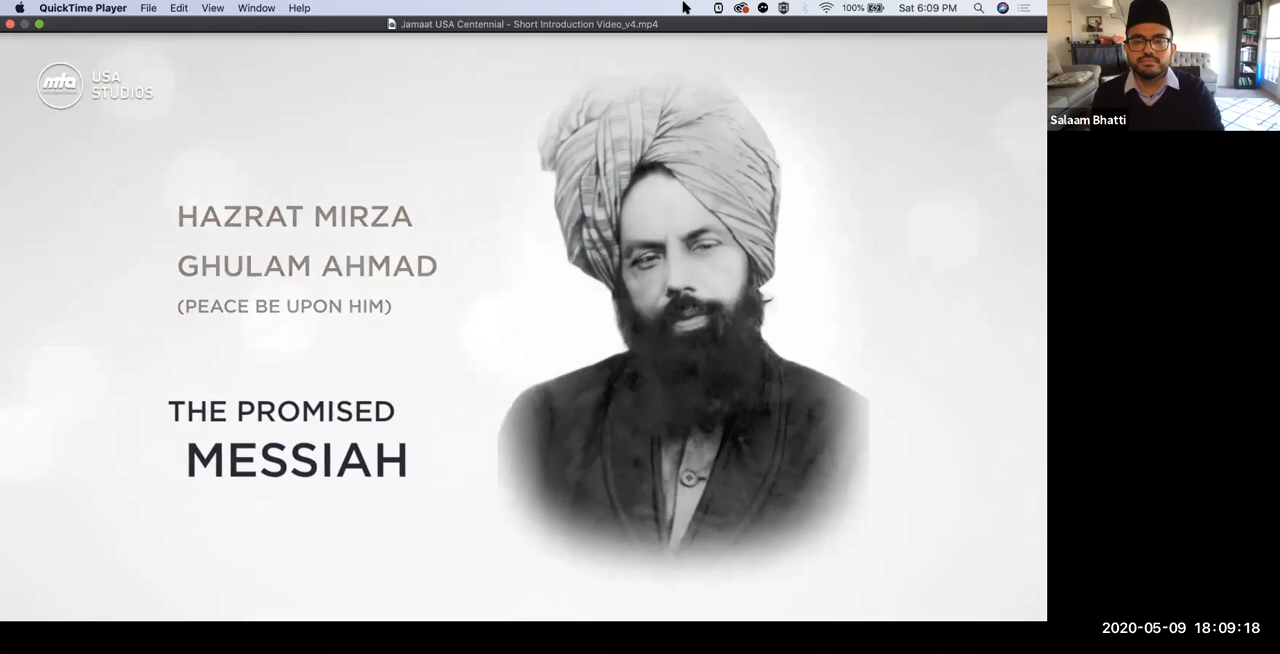 QuickTime Player File Edit View Window Help 100% Sat 6:09 PM
Jamaat USA Centennial - Short Introduction Video_v4.mp4
mta
INTERNATIONAL
USA
STUDIOS
HAZRAT MIRZA
GHULAM AHMAD
(PEACE BE UPON HIM)
THE PROMISED
MESSIAH
Salaam Bhatti
2020-05-09 18:09:18